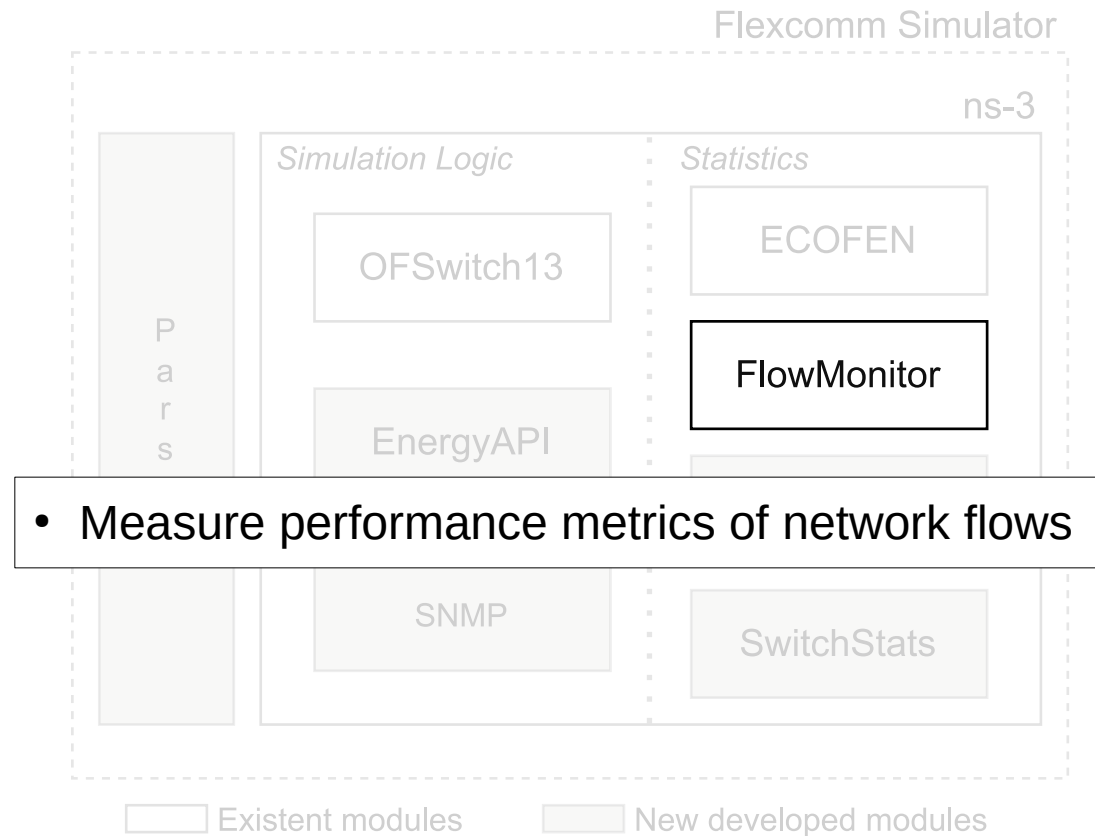 Flexcomm Simulator
ns-3
Simulation Logic
Statistics
OFSwitch13
ECOFEN
P
a
r
s
FlowMonitor
EnergyAPI
• Measure performance metrics of network flows
SNMP
SwitchStats
Existent modules
New developed modules